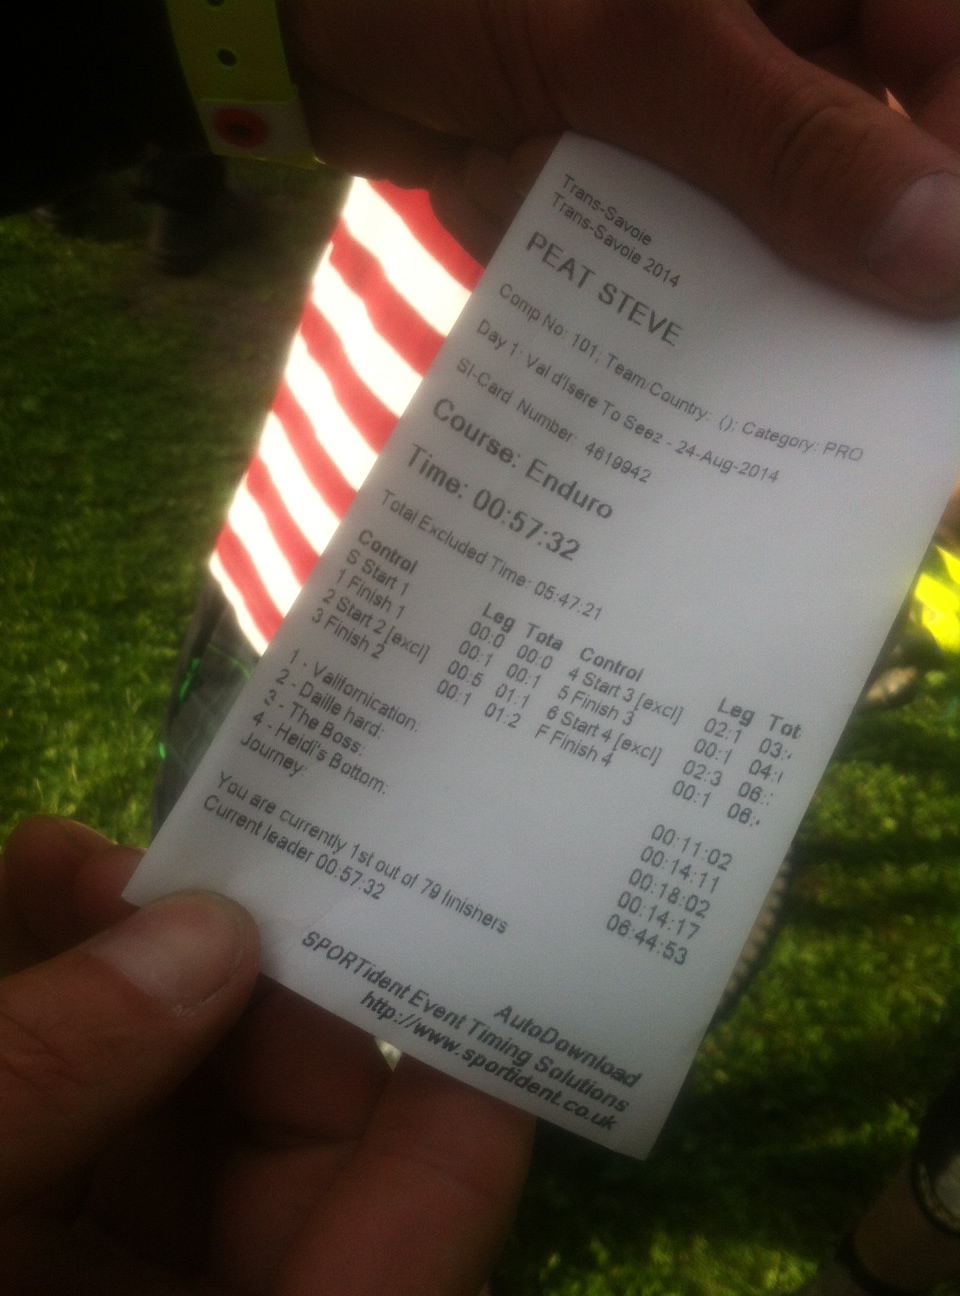 Trans-Savoie
Trans-Savoie 2014
PEAT STEVE
Comp No: 101; Team/Country: (); Category: PRO
Day 1: Val d'Isere To Seez - 24-Aug-2014
SI-Card Number: 4619942
Course: Enduro
Time: 00:57:32
Total Excluded Time: 05:47:21
Control Leg Tota Control Leg Tot
S Start 1 00:0 00:0 4 Start 3 [excl] 02:1 03:
1 Finish 1 00:1 00:1 5 Finish 3 00:1 04:
2 Start 2 [excl] 00:5 01:1 6 Start 4 [excl] 02:3 06:
3 Finish 2 00:1 01:2 F Finish 4 00:1 06:
1 - Valifornication: 00:11:02
2 - Daille hard: 00:14:11
3 - The Boss: 00:18:02
4 - Heidi's Bottom: 00:14:17
Journey: 06:44:53
You are currently 1st out of 79 finishers
Current leader 00:57:32
AutoDownload
SPORTident Event Timing Solutions
http://www.sportident.co.uk